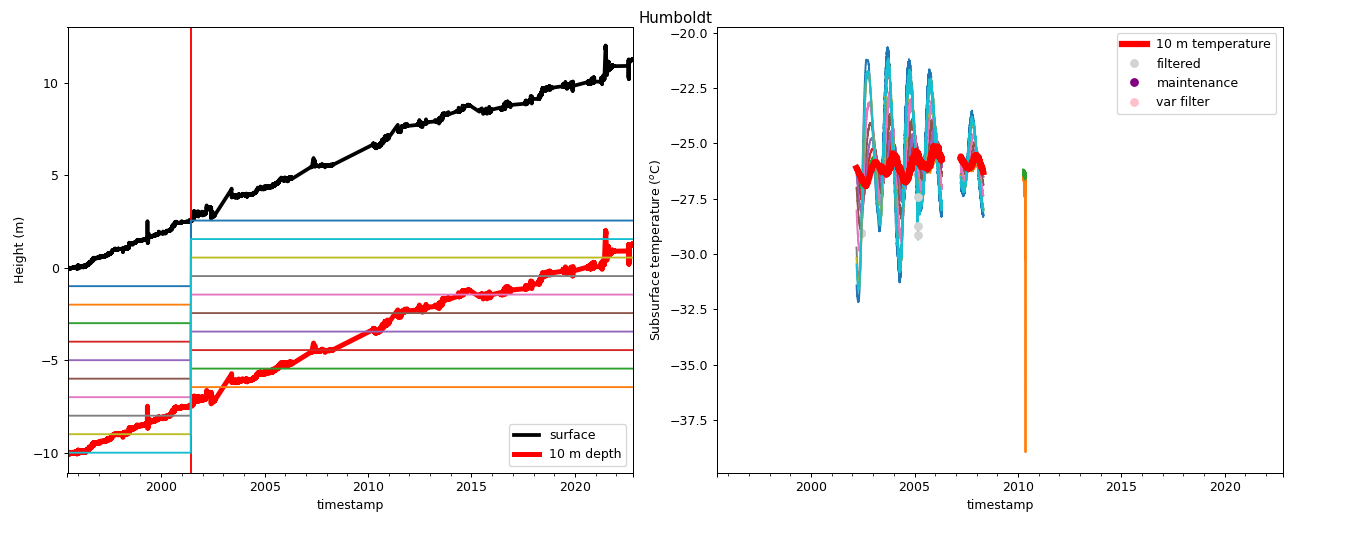 Humboldt
10
5
0
−5
−10
Height (m)
2000
2005
2010
2015
2020
timestamp
surface
10 m depth
−20.0
−22.5
−25.0
−27.5
−30.0
−32.5
−35.0
−37.5
Subsurface temperature (°C)
2000
2005
2010
2015
2020
timestamp
10 m temperature
filtered
maintenance
var filter